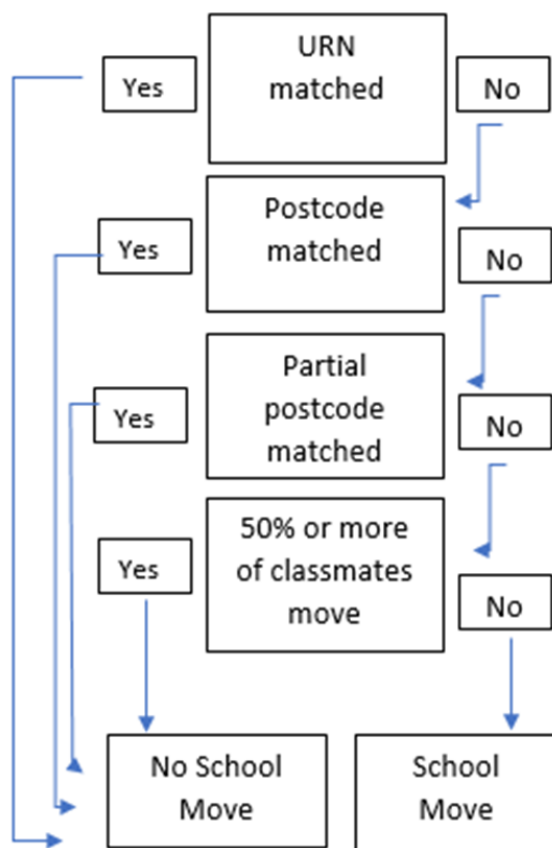 URN
matched
Yes
No
Postcode
matched
Yes
No
Partial
postcode
matched
Yes
No
50% or more
of classmates
move
Yes
No
No School
Move
School
Move